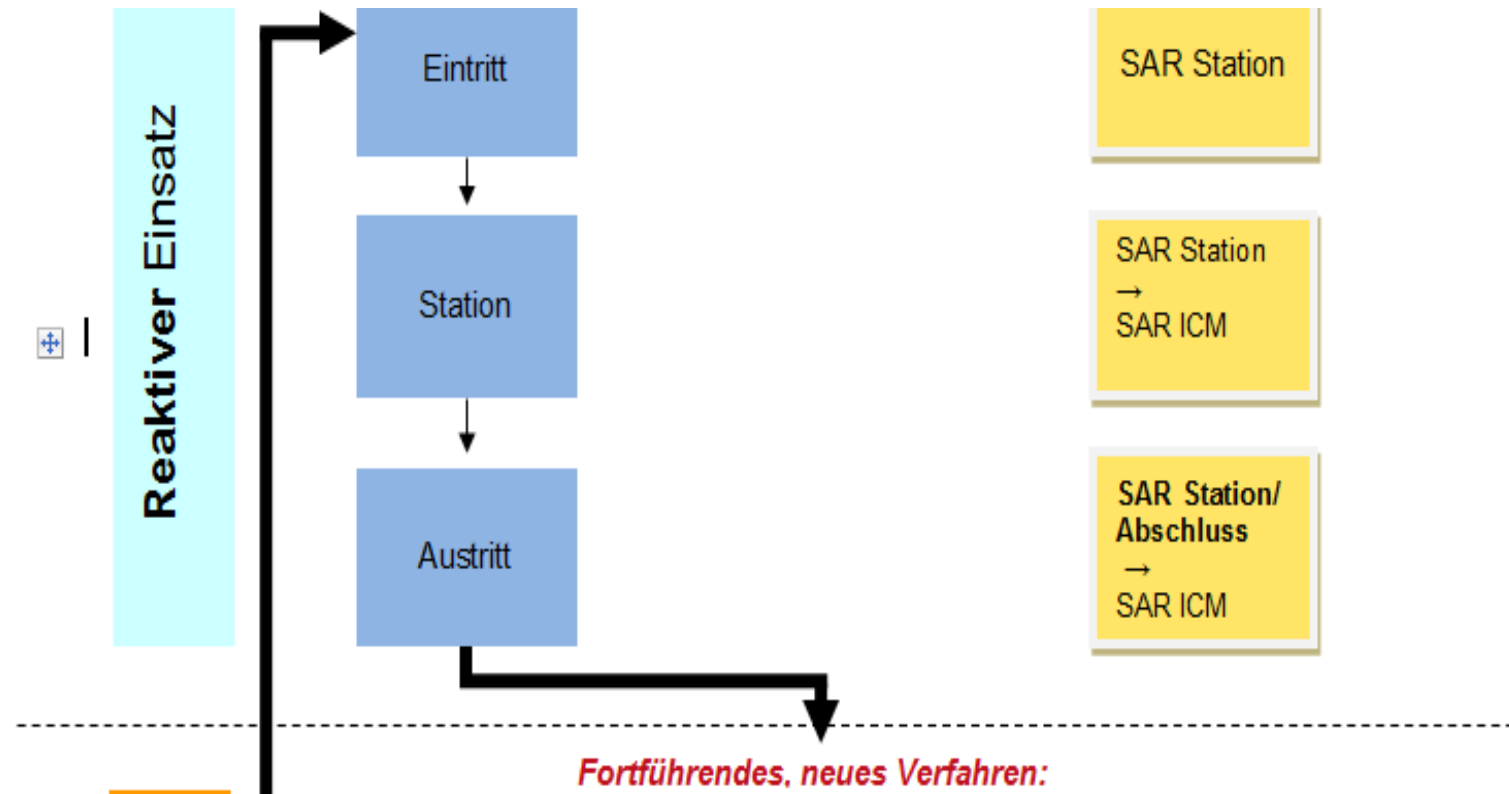 Reaktiver Einsatz
Eintritt
SAR Station
Station
SAR Station
→
SAR ICM
Austritt
SAR Station/
Abschluss
→
SAR ICM
Fortführendes, neues Verfahren: